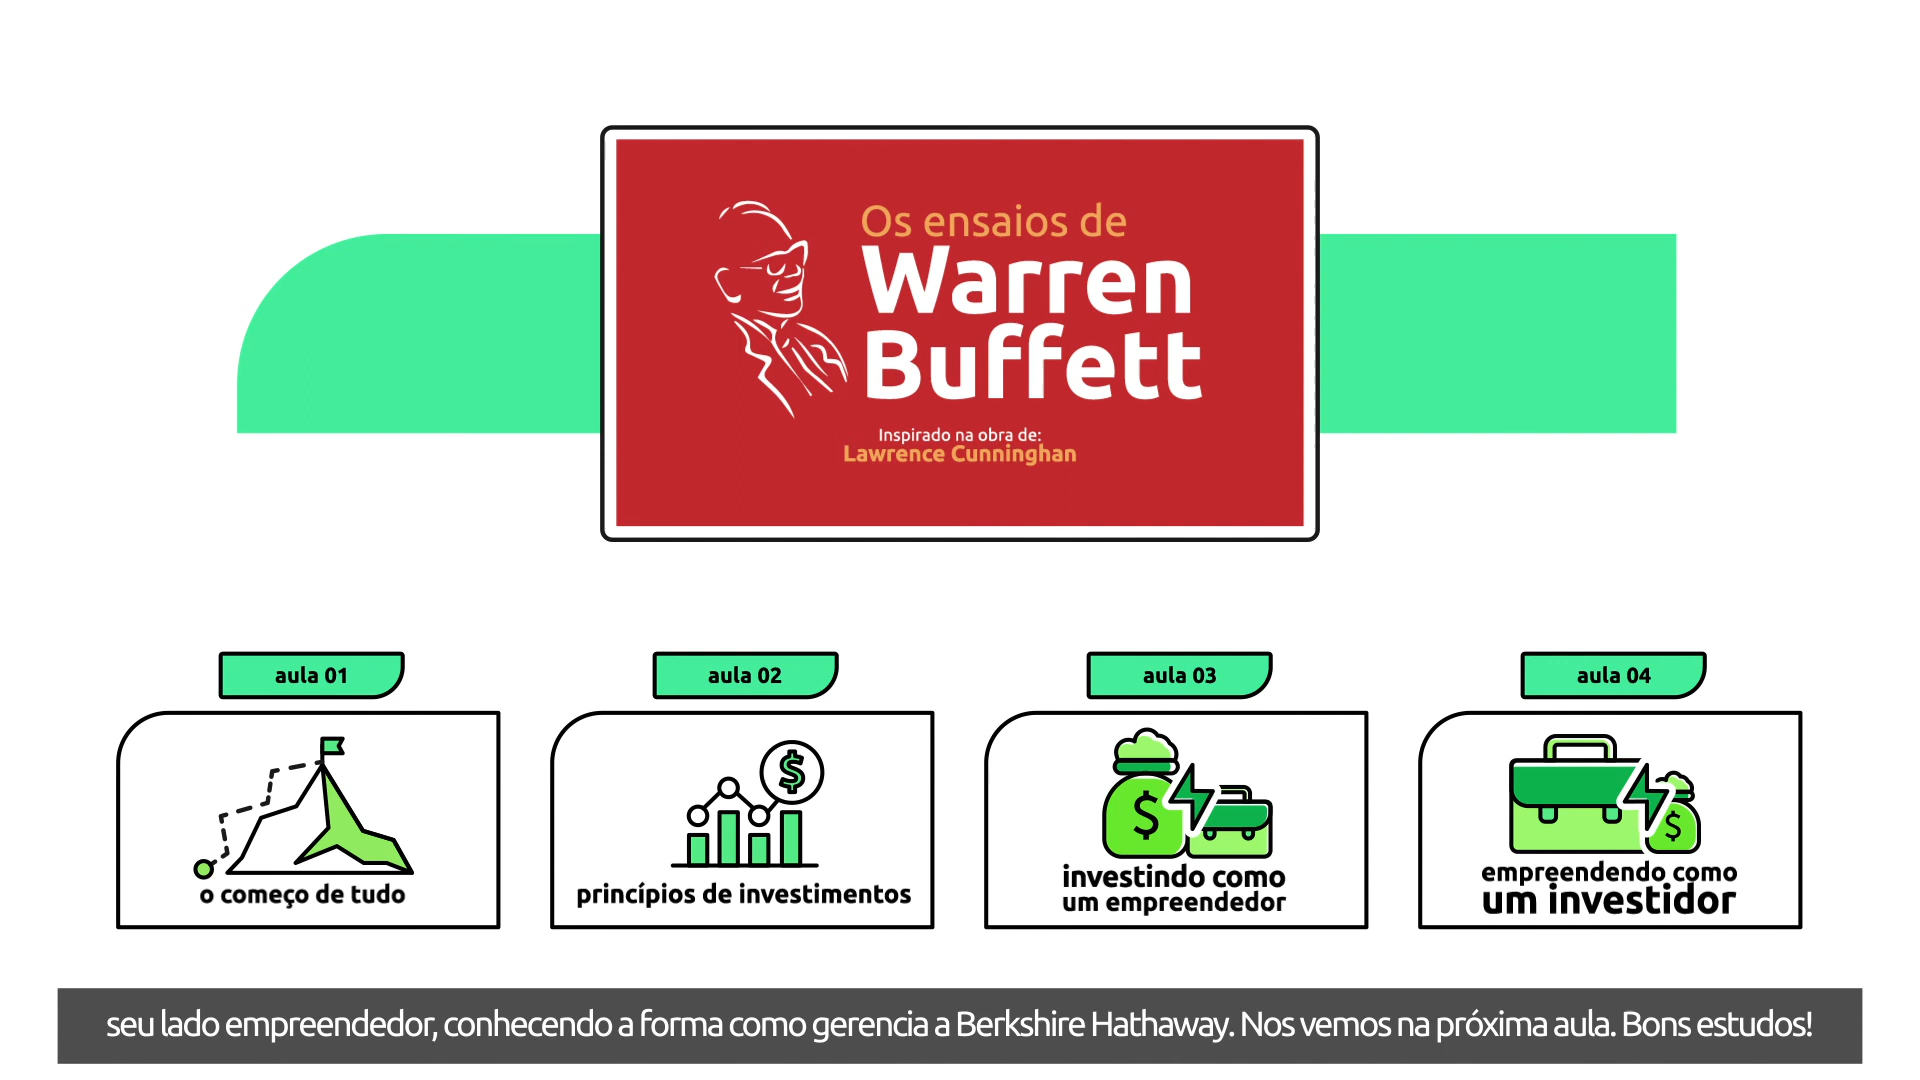 Os ensaios de
Warren
Buffett
Inspirado na obra de:
Lawrence Cunninghan
aula 01
o começo de tudo
aula 02
$
princípios de investimentos
aula 03
$
investindo como
um empreendedor
aula 04
$
empreendendo como
um investidor
seu lado empreendedor, conhecendo a forma como gerencia a Berkshire Hathaway. Nos vemos na próxima aula. Bons estudos!